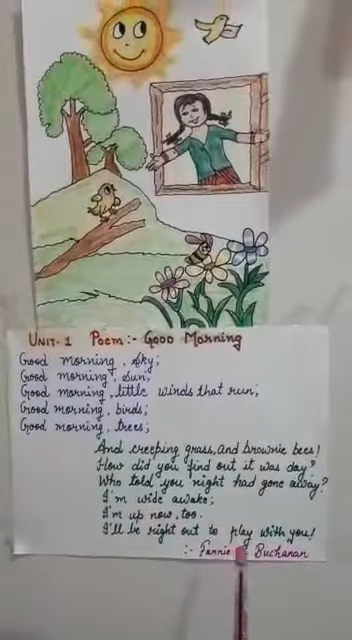 UNIT-1 Poem:- GOOD MORNING
Good morning, sky;
Good morning, sun;
Good morning, little winds that run;
Good morning, birds;
Good morning, trees;
And creeping grass, and brownie bees!
How did you find out it was day?
Who told you night had gone away?
I'm wide awake;
I'm up now, too.
I'll be right out to play with you!
:- Fannie Buchanan